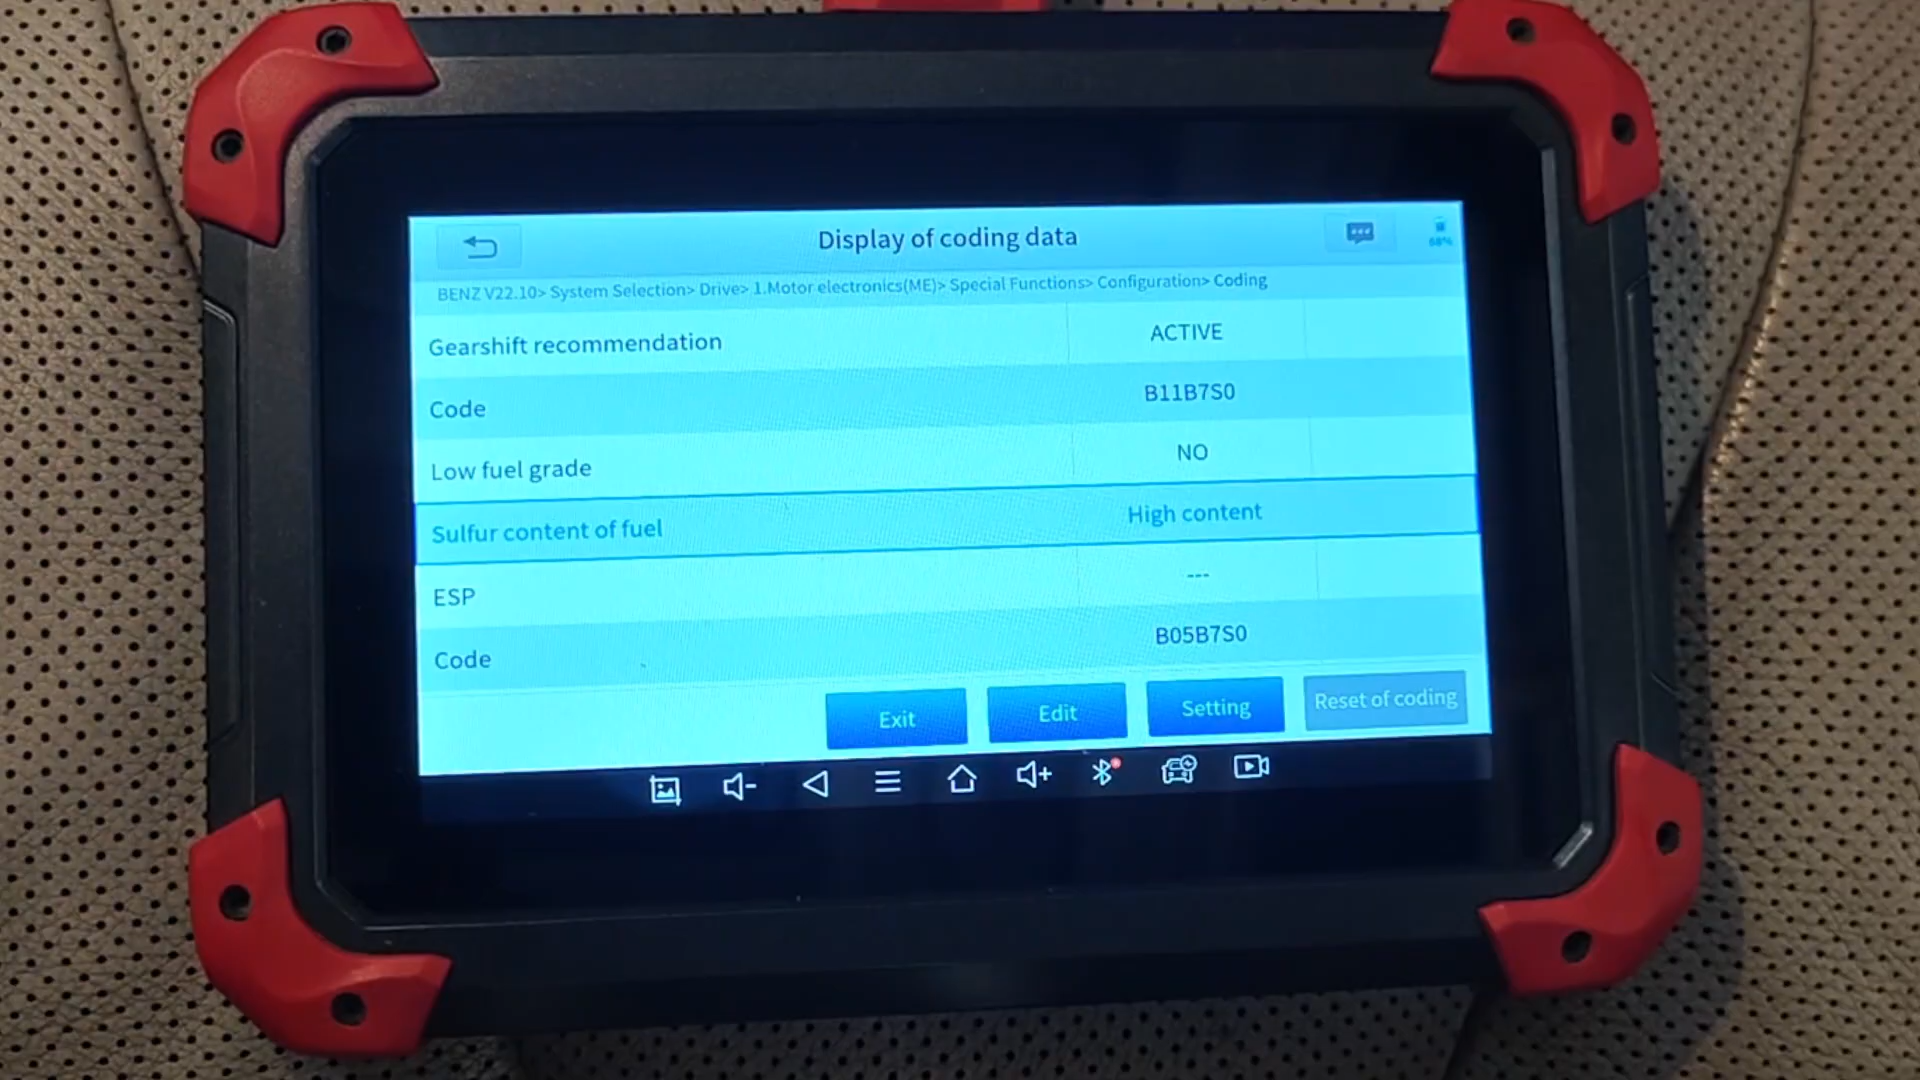 Display of coding data
68%
BENZ V22.10> System Selection> Drive> 1.Motor electronics(ME)> Special Functions> Configuration> Coding
Gearshift recommendation ACTIVE
Code B11B7S0
Low fuel grade NO
Sulfur content of fuel High content
ESP ---
Code B05B7S0
Exit Edit Setting Reset of coding